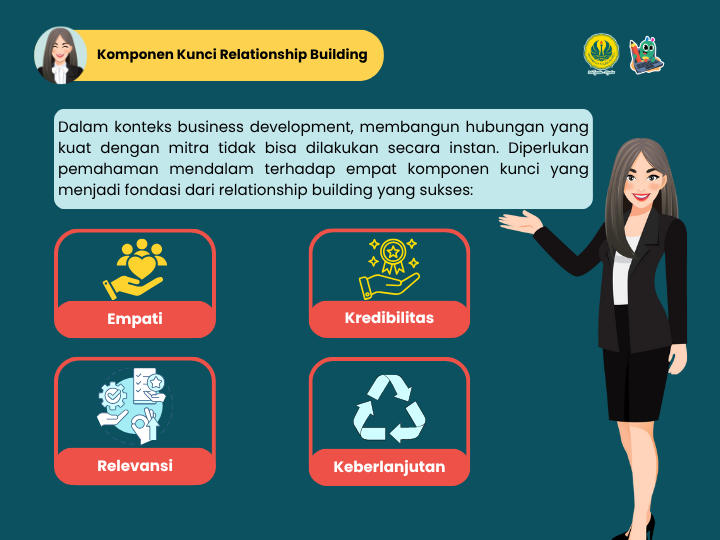 Komponen Kunci Relationship Building
Dalam konteks business development, membangun hubungan yang
kuat dengan mitra tidak bisa dilakukan secara instan. Diperlukan
pemahaman mendalam terhadap empat komponen kunci yang
menjadi fondasi dari relationship building yang sukses:
Empati
Kredibilitas
Relevansi
Keberlanjutan